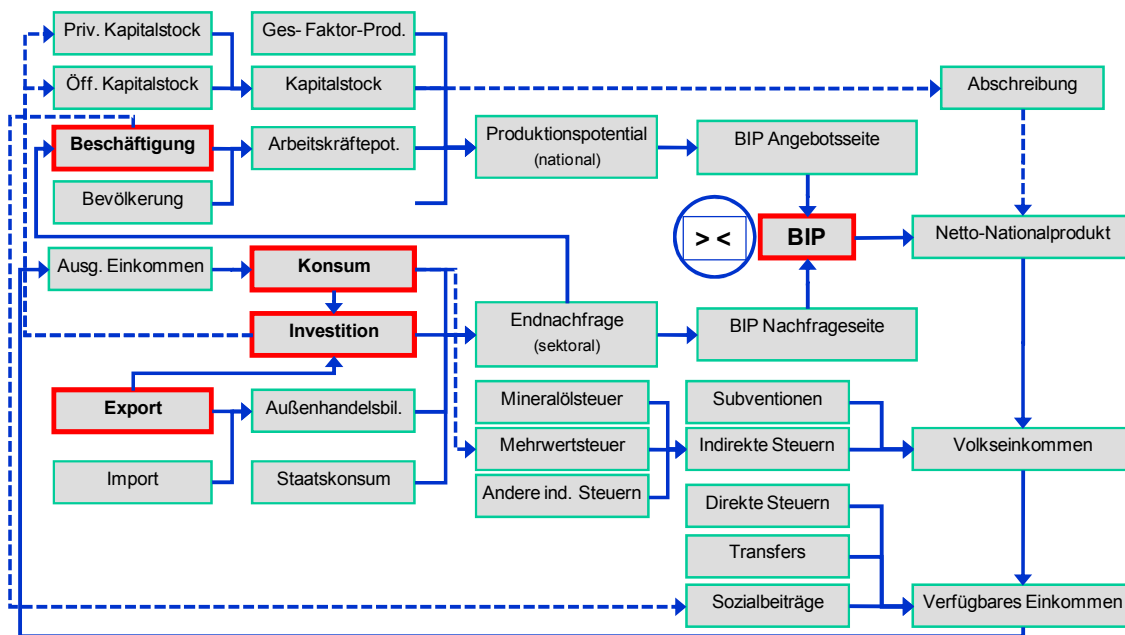 Priv. Kapitalstock
Ges- Faktor-Prod.
Öff. Kapitalstock
Kapitalstock
Abschreibung
Beschäftigung
Arbeitskräftepot.
Produktionspotential
(national)
BIP Angebotsseite
Bevölkerung
> <
BIP
Netto-Nationalprodukt
Ausg. Einkommen
Konsum
Investition
Endnachfrage
(sektoral)
BIP Nachfrageseite
Export
Außenhandelsbil.
Mineralölsteuer
Subventionen
Mehrwertsteuer
Indirekte Steuern
Volkseinkommen
Import
Staatskonsum
Andere ind. Steuern
Direkte Steuern
Transfers
Sozialbeiträge
Verfügbares Einkommen